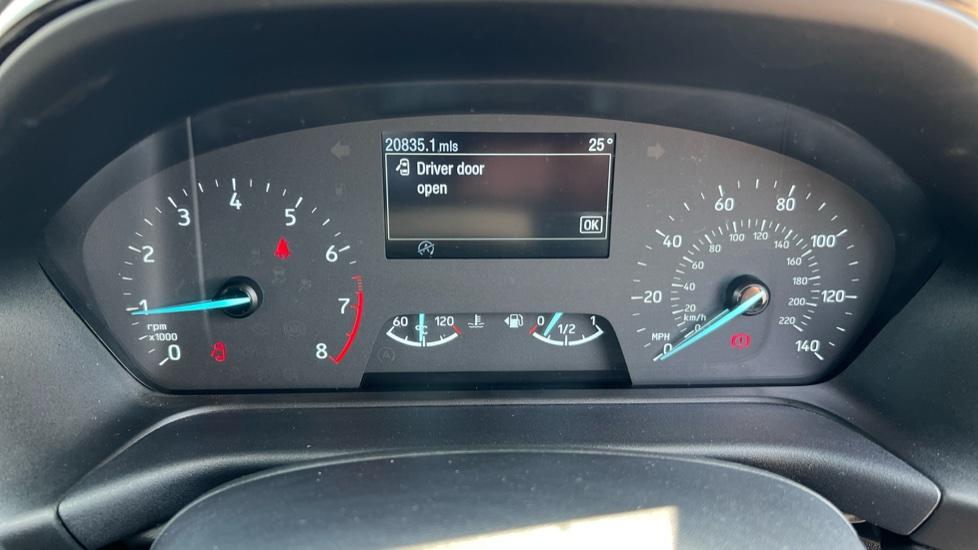 20835.1 mls 25°
Driver door
open
OK
0 1 2 3 4 5 6 7 8
rpm
x1000
60 °C 120
0 1/2 1
0 20 40 60 80 100 120 140
MPH
0 20 40 60 80 100 120 140 160 180 200 220
km/h